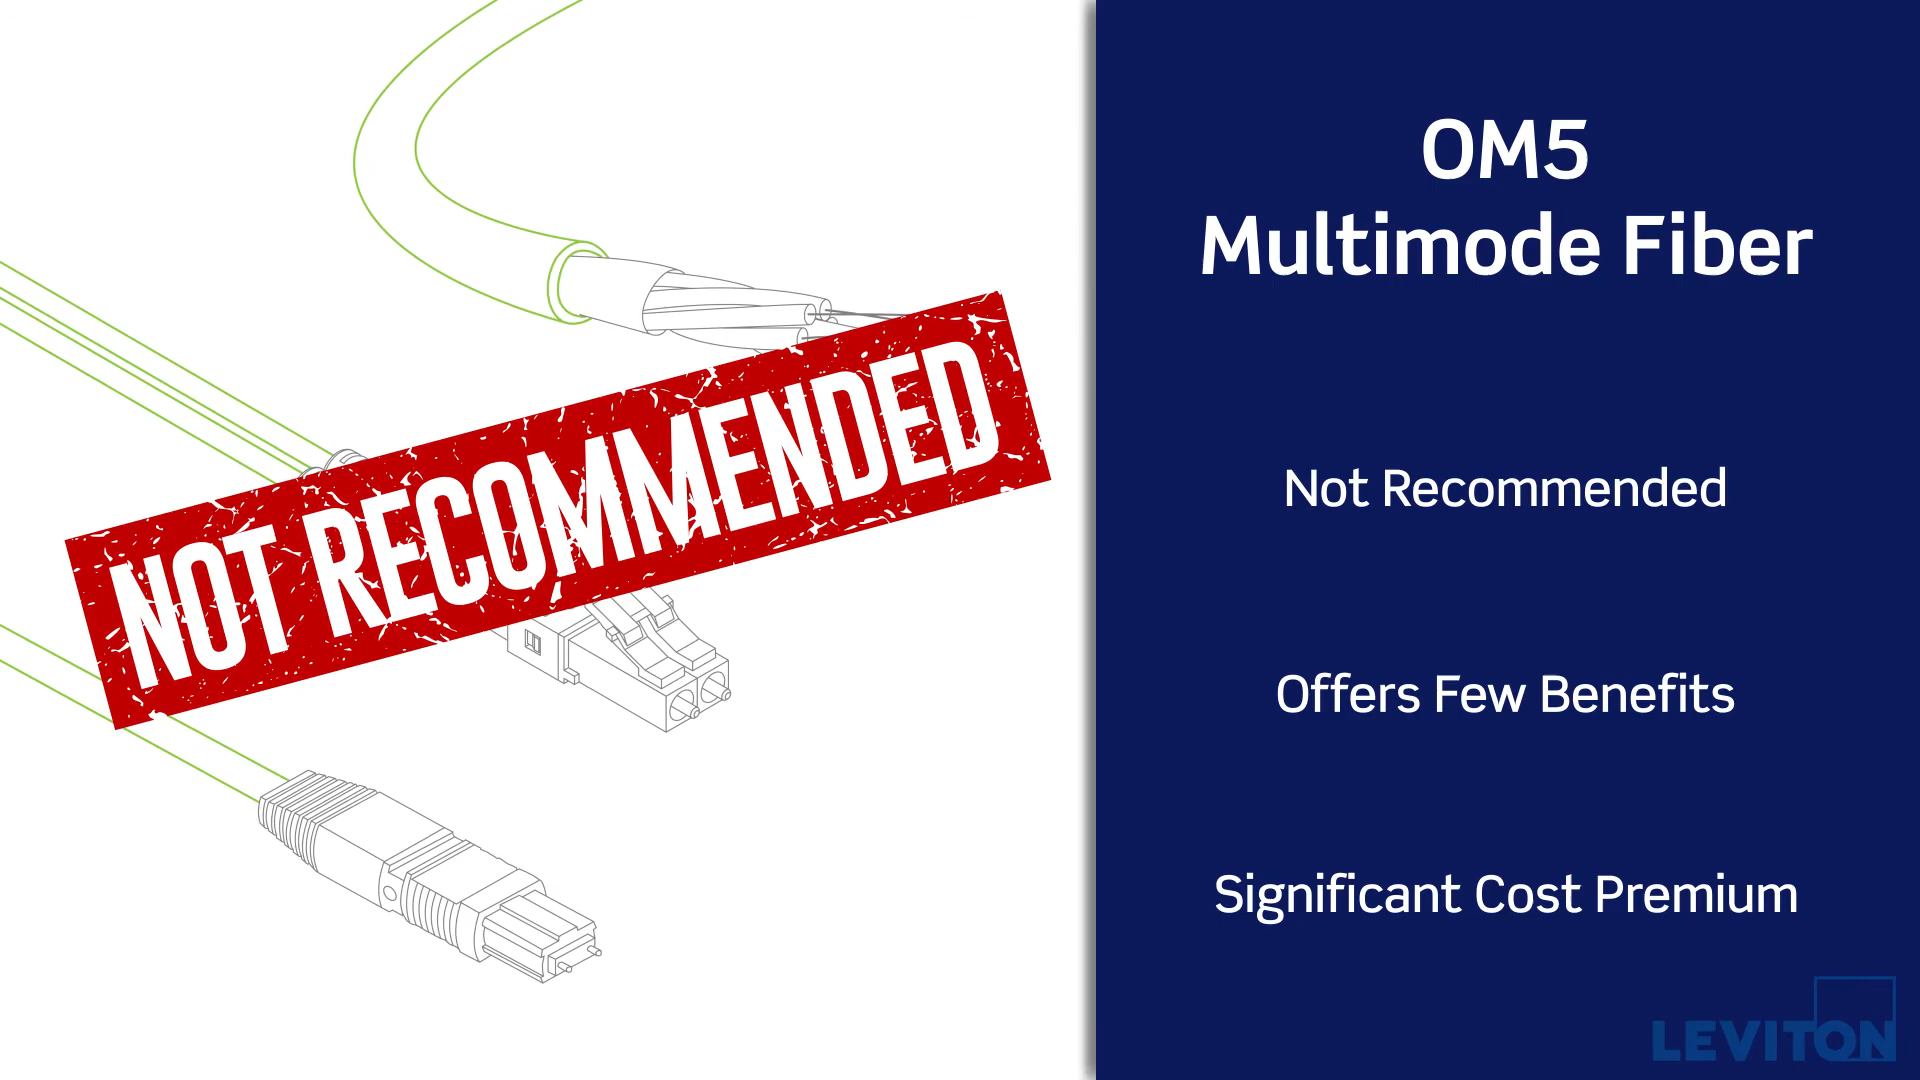 NOT RECOMMENDED
OM5
Multimode Fiber
Not Recommended
Offers Few Benefits
Significant Cost Premium
LEVITON